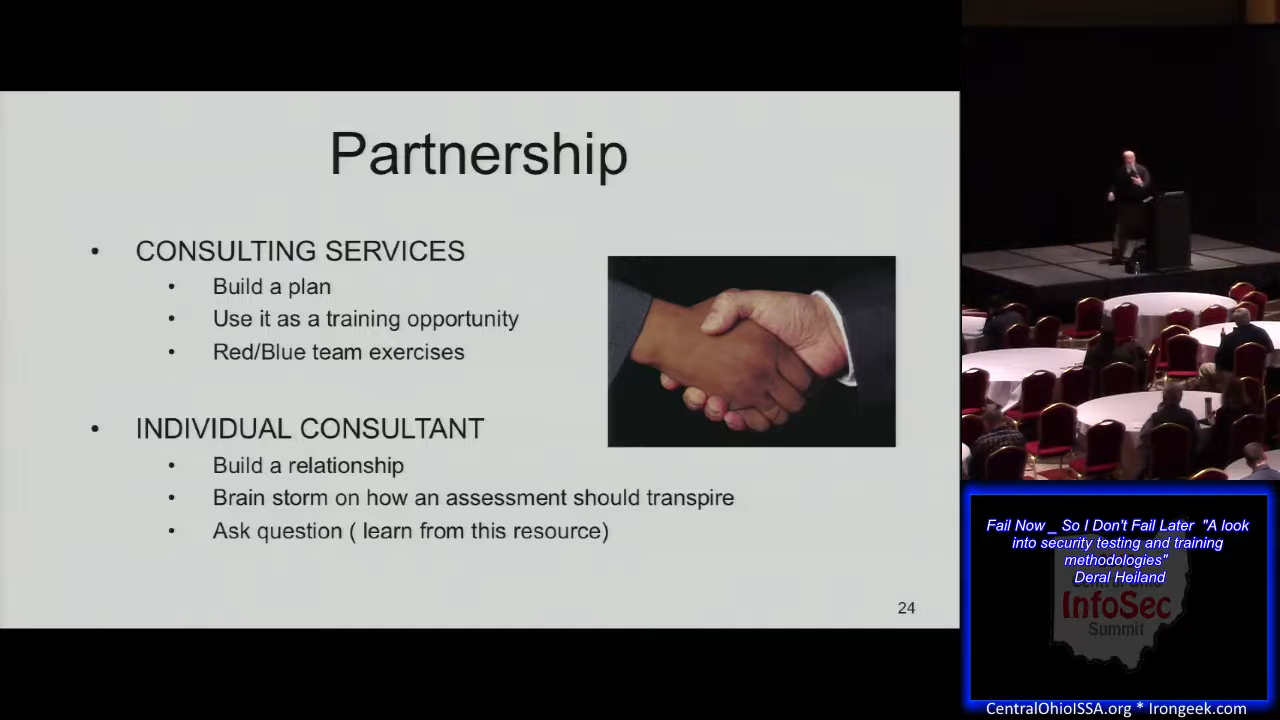 Partnership
• CONSULTING SERVICES
• Build a plan
• Use it as a training opportunity
• Red/Blue team exercises
• INDIVIDUAL CONSULTANT
• Build a relationship
• Brain storm on how an assessment should transpire
• Ask question ( learn from this resource)
24
Fail Now _ So I Don't Fail Later "A look
into security testing and training
methodologies"
Deral Heiland
InfoSec
Summit
CentralOhioISSA.org * Irongeek.com